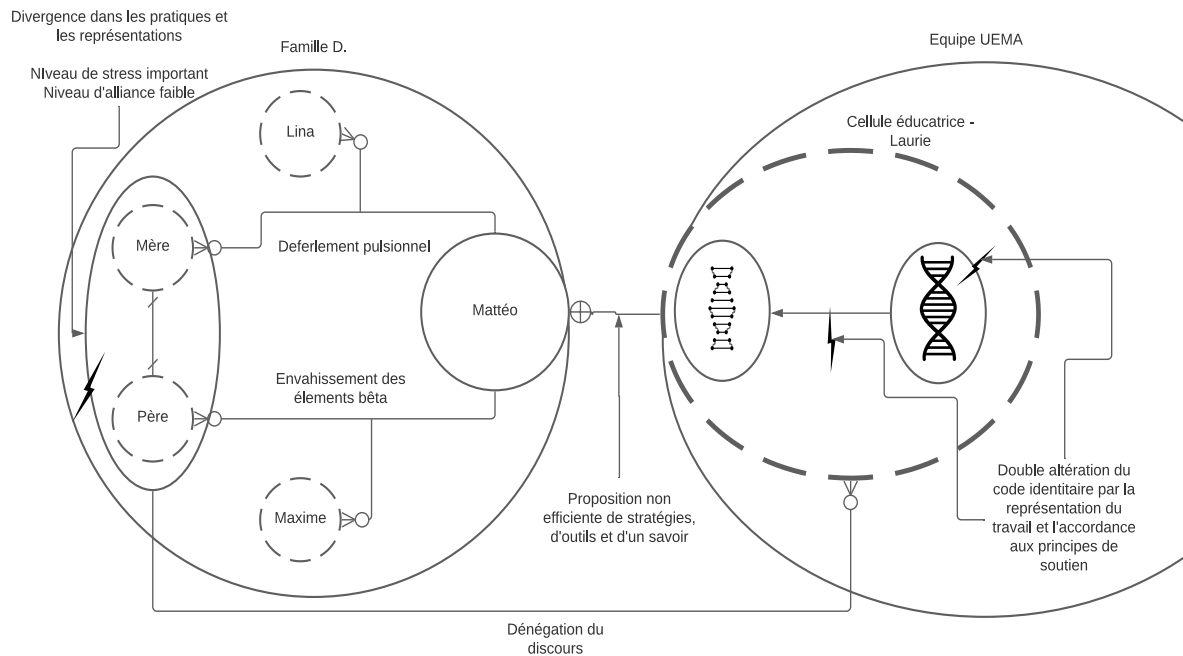 Divergence dans les pratiques et
les représentations
NIveau de stress important
Niveau d'alliance faible
Famille D.
Lina
Mère
Deferlement pulsionnel
Mattéo
Envahissement des
élements bêta
Père
Maxime
Equipe UEMA
Cellule éducatrice -
Laurie
Proposition non
efficiente de stratégies,
d'outils et d'un savoir
Double altération du
code identitaire par la
représentation du
travail et l'accordance
aux principes de
soutien
Dénégation du
discours